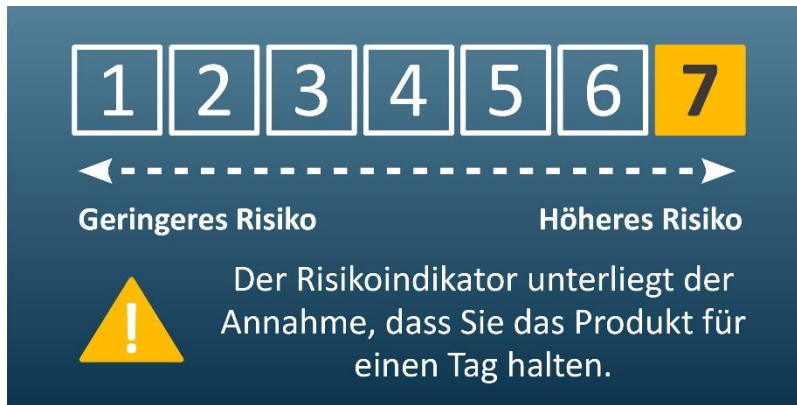 1 2 3 4 5 6 7
Geringeres Risiko Höheres Risiko
!
Der Risikoindikator unterliegt der
Annahme, dass Sie das Produkt für
einen Tag halten.